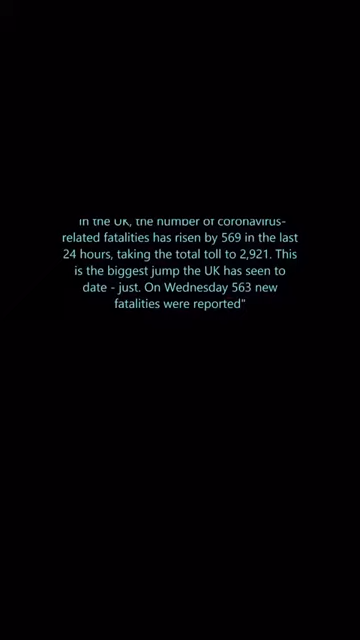 In the UK, the number of coronavirus-
related fatalities has risen by 569 in the last
24 hours, taking the total toll to 2,921. This
is the biggest jump the UK has seen to
date - just. On Wednesday 563 new
fatalities were reported"